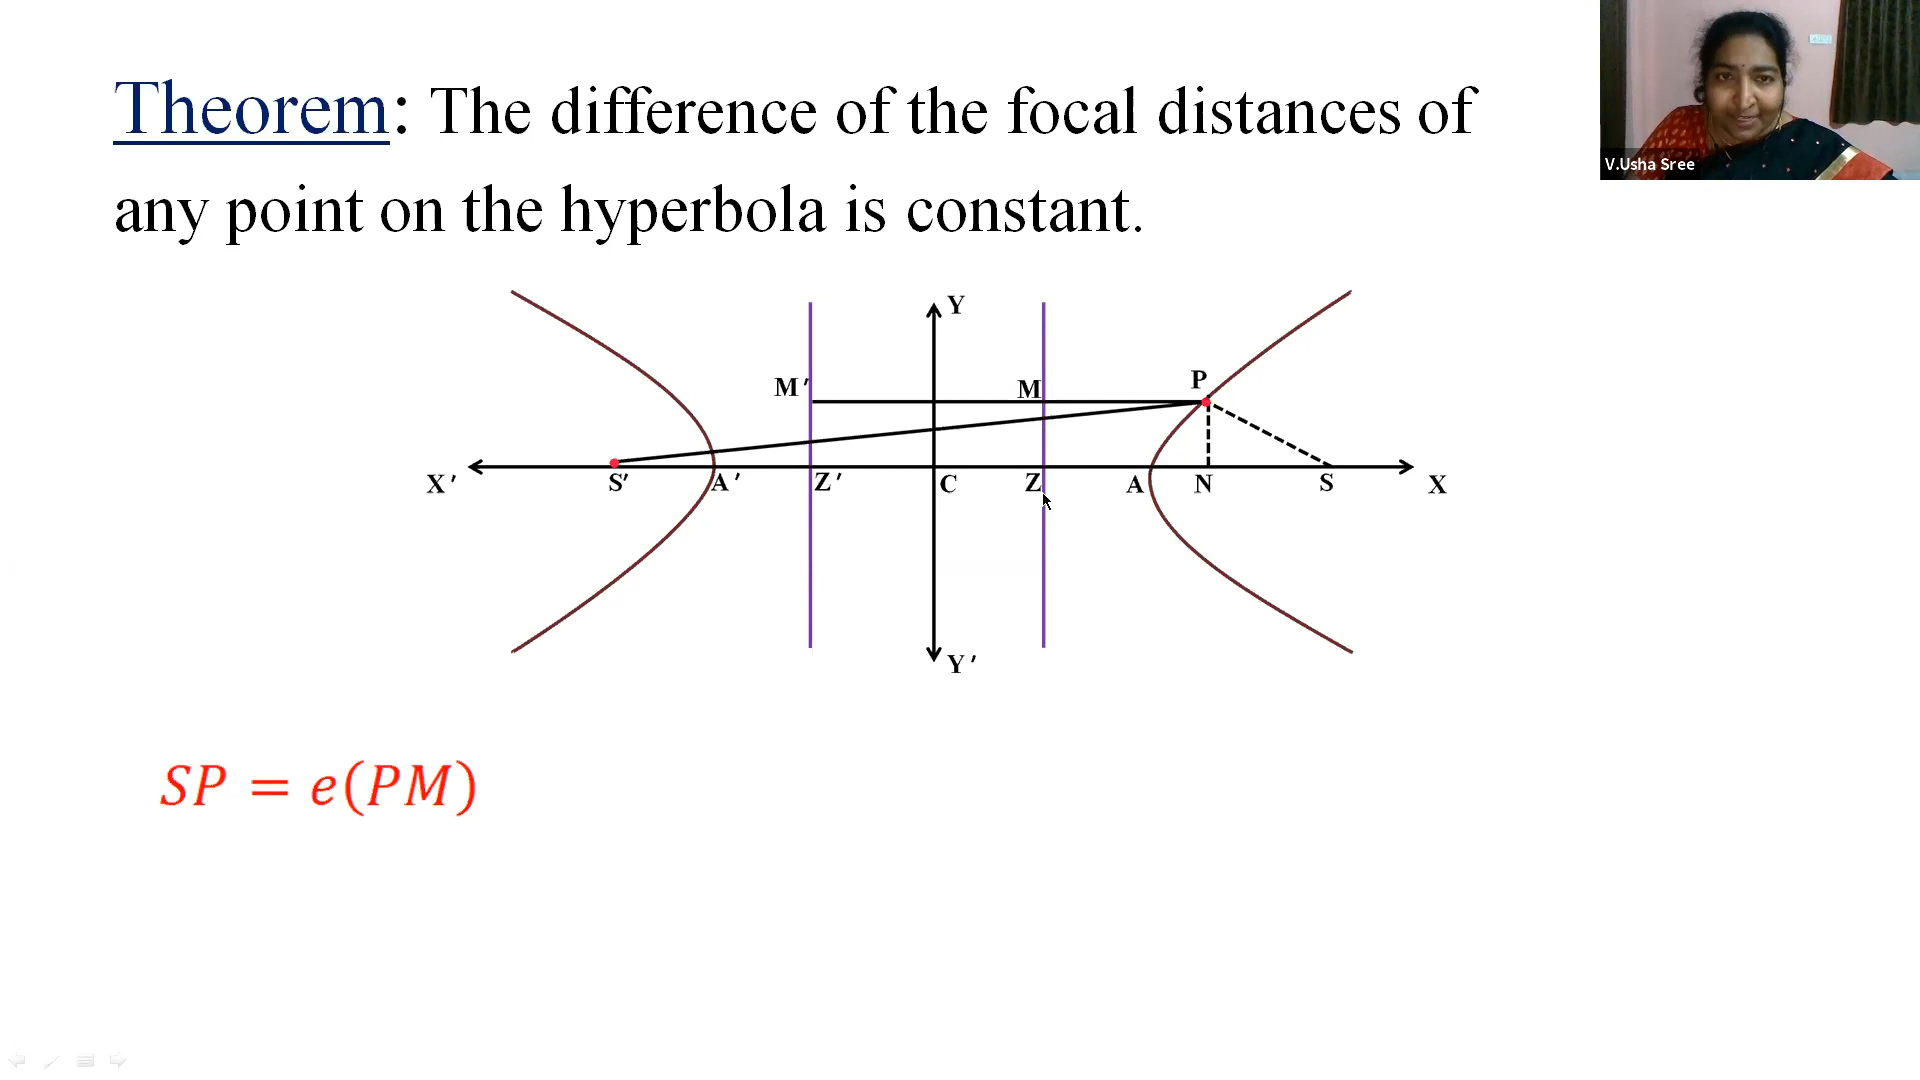 Theorem: The difference of the focal distances of
any point on the hyperbola is constant.
V.Usha Sree
Y
M′ M P
X′ S′ A′ Z′ C Z A N S X
Y′
SP = e(PM)